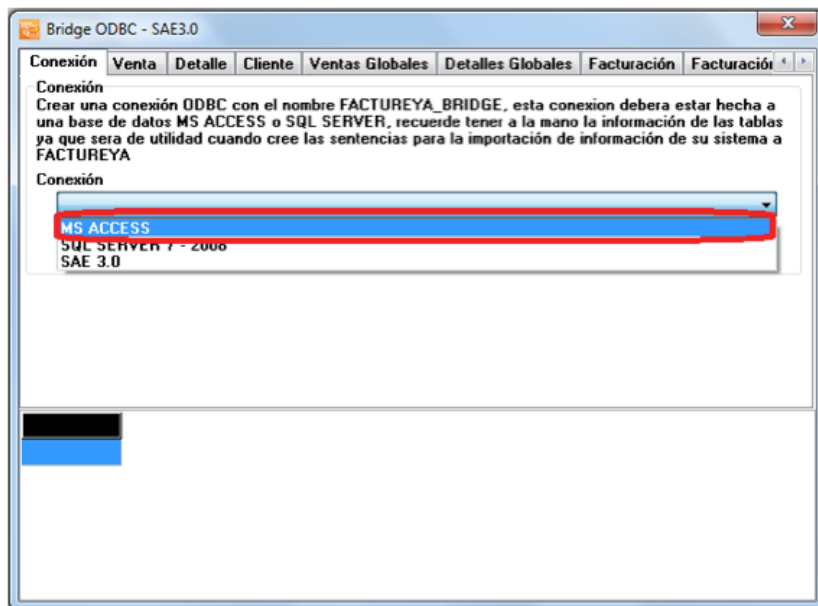 Bridge ODBC - SAE3.0
Conexión Venta Detalle Cliente Ventas Globales Detalles Globales Facturación Facturación
Conexión
Crear una conexión ODBC con el nombre FACTUREYA_BRIDGE, esta conexion debera estar hecha a
una base de datos MS ACCESS o SQL SERVER, recuerde tener a la mano la información de las tablas
ya que sera de utilidad cuando cree las sentencias para la importación de información de su sistema a
FACTUREYA
Conexión
MS ACCESS
SQL SERVER 7 - 2008
SAE 3.0